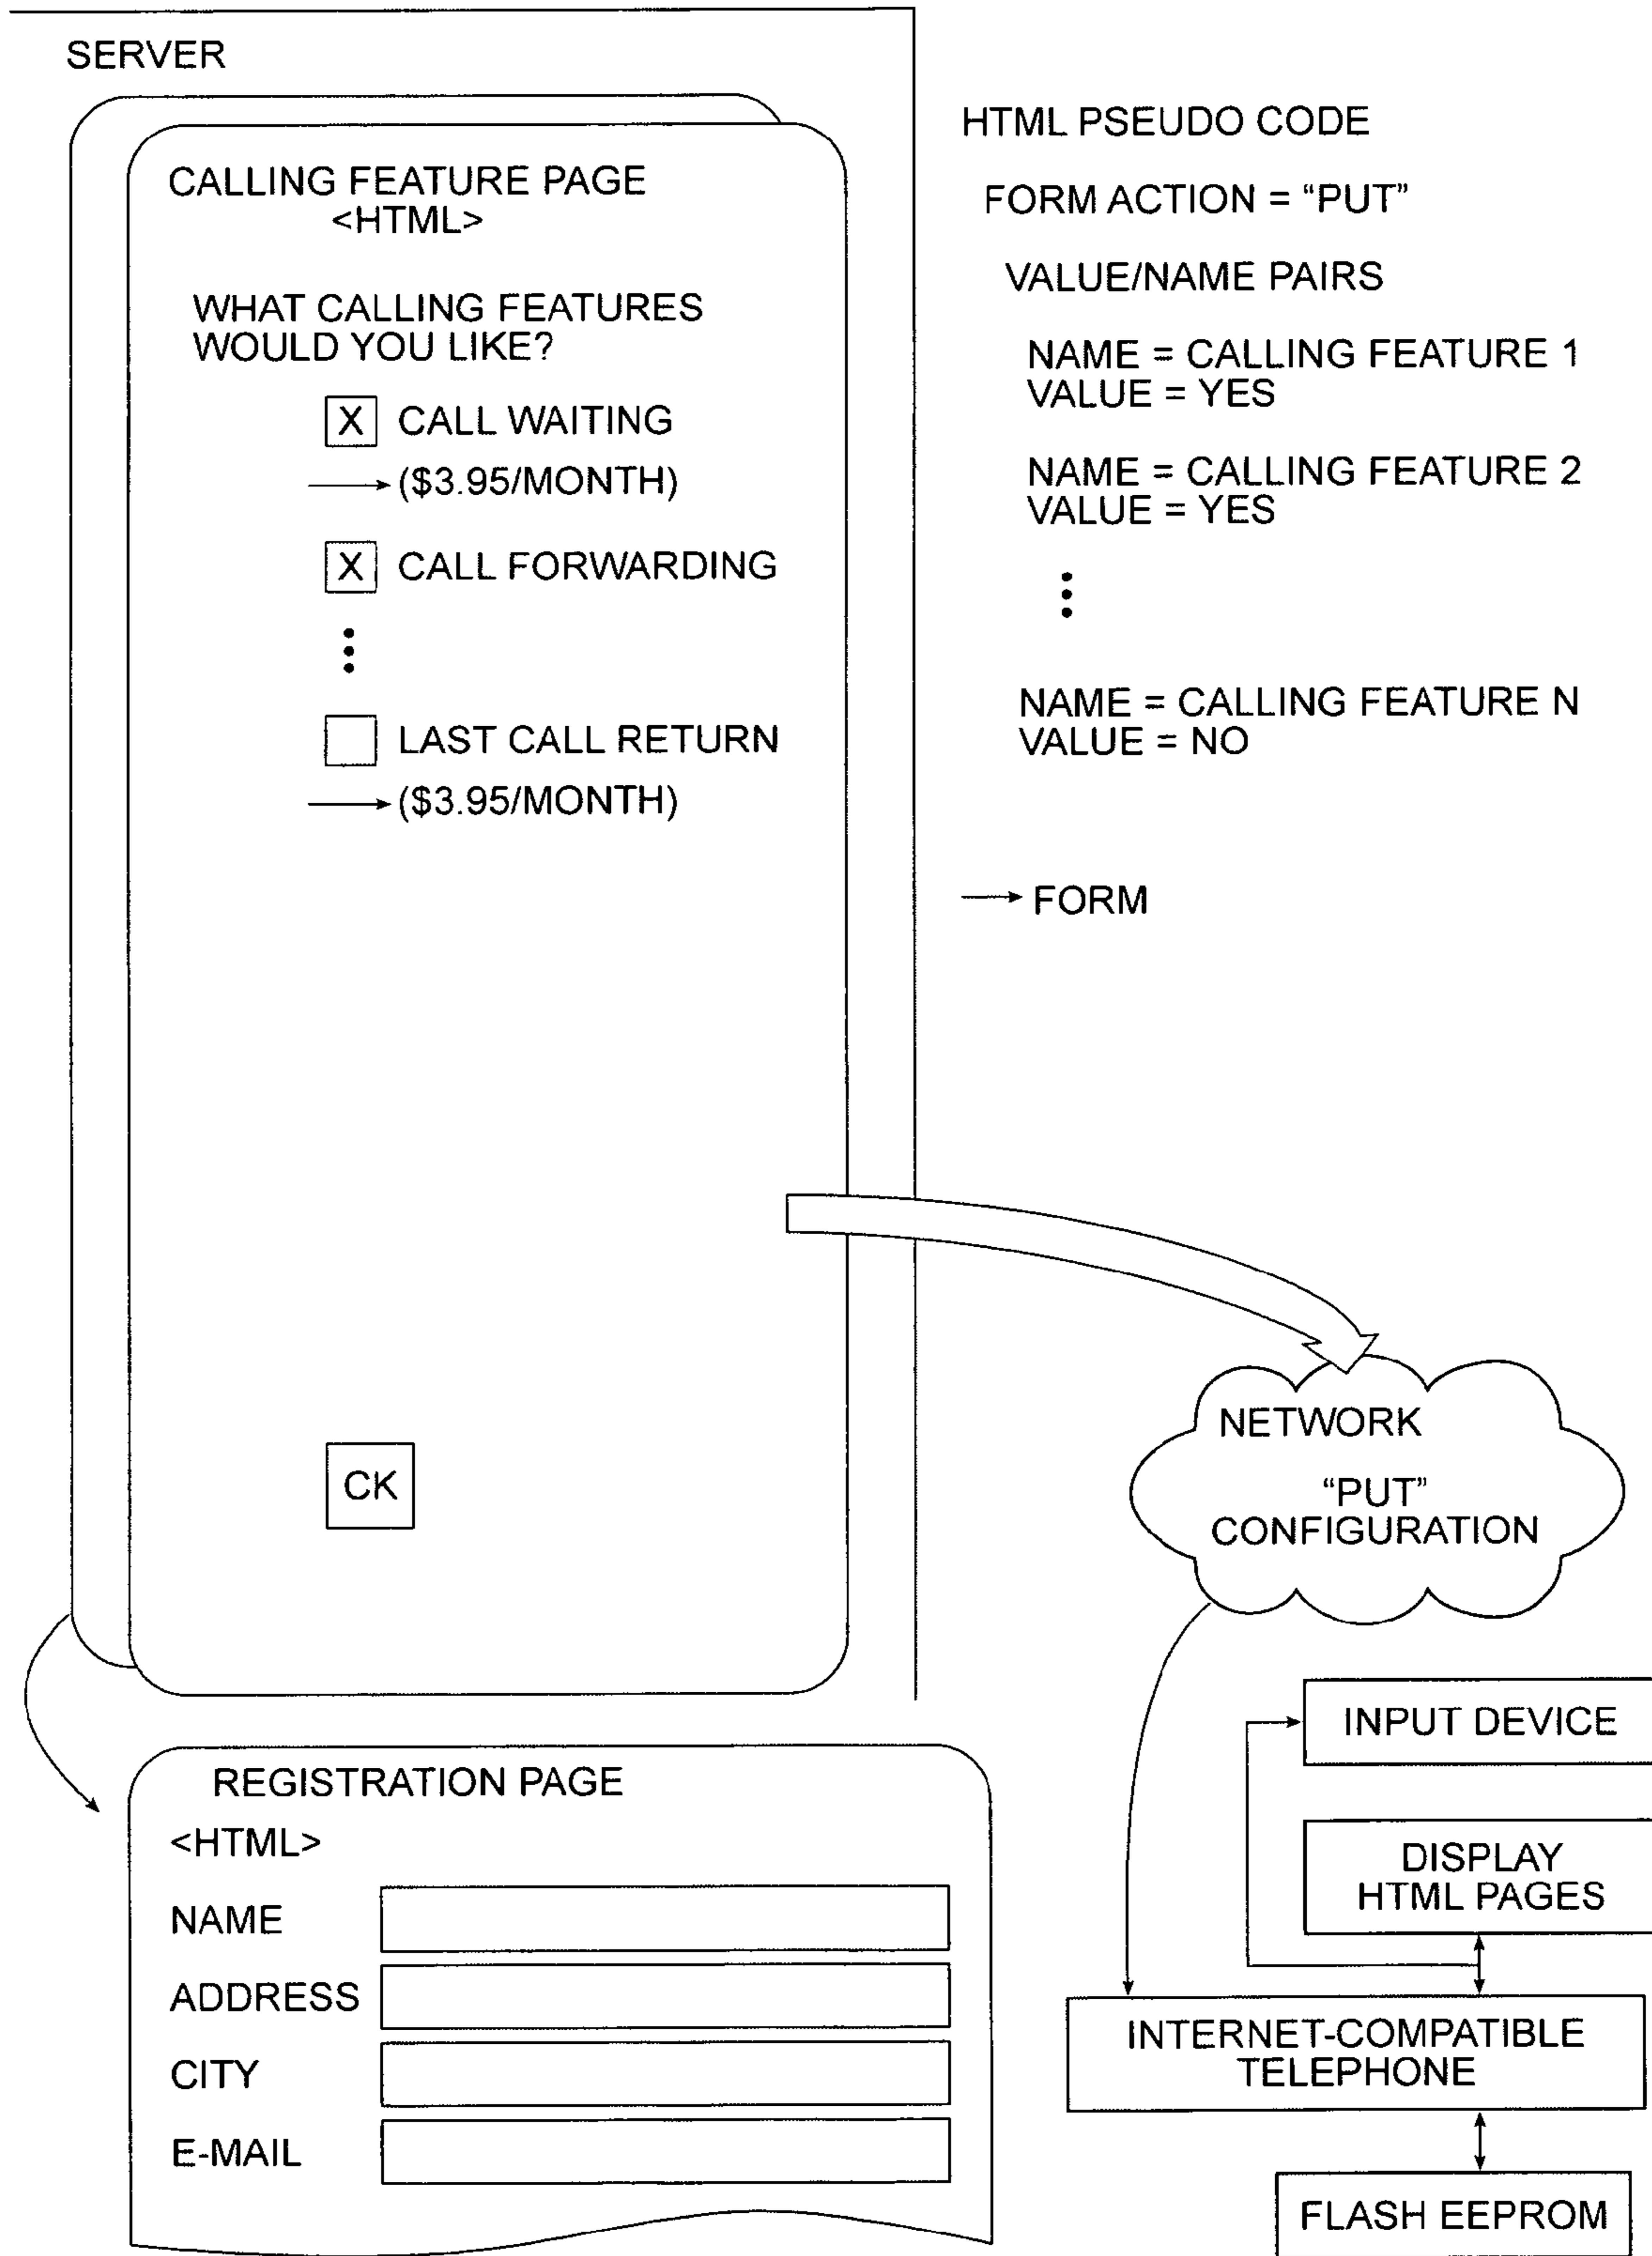 SERVER
CALLING FEATURE PAGE
<HTML>
WHAT CALLING FEATURES
WOULD YOU LIKE?
X CALL WAITING
($3.95/MONTH)
X CALL FORWARDING
LAST CALL RETURN
($3.95/MONTH)
CK
HTML PSEUDO CODE
FORM ACTION = “PUT”
VALUE/NAME PAIRS
NAME = CALLING FEATURE 1
VALUE = YES
NAME = CALLING FEATURE 2
VALUE = YES
NAME = CALLING FEATURE N
VALUE = NO
FORM
NETWORK
“PUT”
CONFIGURATION
REGISTRATION PAGE
<HTML>
NAME
ADDRESS
CITY
E-MAIL
INPUT DEVICE
DISPLAY
HTML PAGES
INTERNET-COMPATIBLE
TELEPHONE
FLASH EEPROM